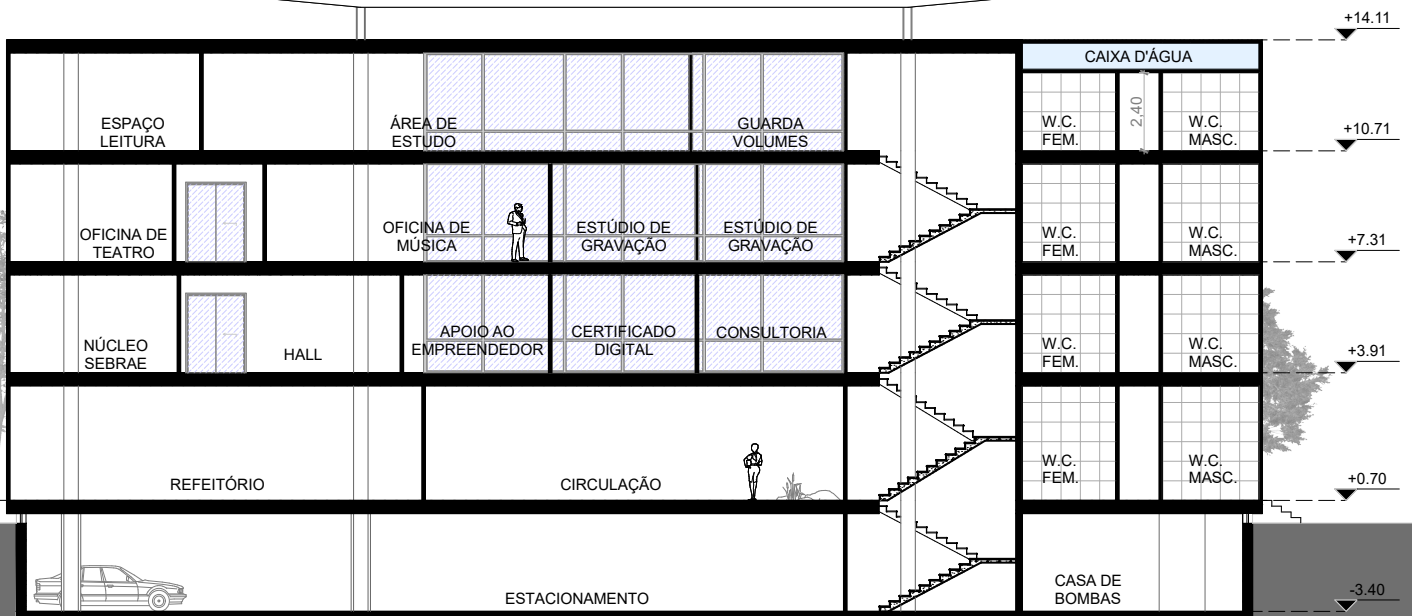 +14.11
CAIXA D'ÁGUA
ESPAÇO
LEITURA
ÁREA DE
ESTUDO
GUARDA
VOLUMES
W.C.
FEM.
2,40
W.C.
MASC.
+10.71
OFICINA DE
TEATRO
OFICINA DE
MÚSICA
ESTÚDIO DE
GRAVAÇÃO
ESTÚDIO DE
GRAVAÇÃO
W.C.
FEM.
W.C.
MASC.
+7.31
NÚCLEO
SEBRAE
HALL
APOIO AO
EMPREENDEDOR
CERTIFICADO
DIGITAL
CONSULTORIA
W.C.
FEM.
W.C.
MASC.
+3.91
REFEITÓRIO
CIRCULAÇÃO
W.C.
FEM.
W.C.
MASC.
+0.70
ESTACIONAMENTO
CASA DE
BOMBAS
-3.40